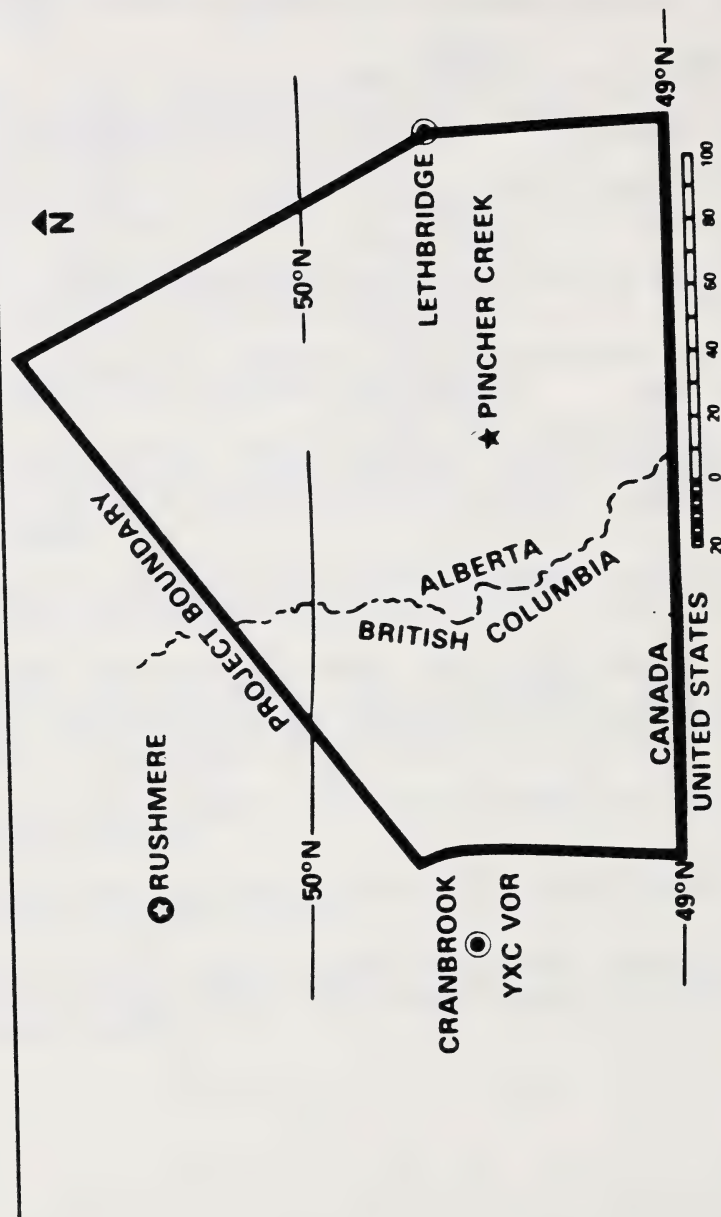 N
RUSHMERE
PROJECT BOUNDARY
50°N
50°N
CRANBROOK
YXC VOR
BRITISH COLUMBIA
ALBERTA
LETHBRIDGE
PINCHER CREEK
49°N
CANADA
49°N
UNITED STATES
20 0 20 40 60 80 100